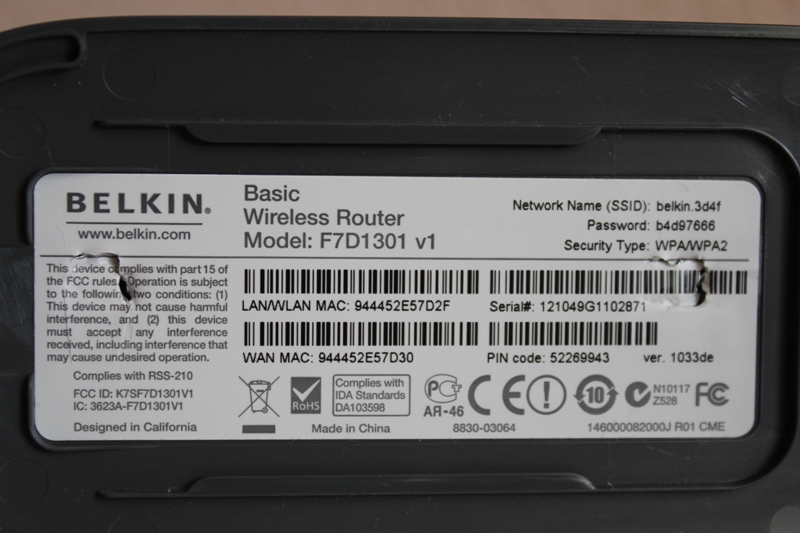 BELKIN.
www.belkin.com
Basic
Wireless Router
Model: F7D1301 v1
Network Name (SSID): belkin.3d4f
Password: b4d97666
Security Type: WPA/WPA2
This device complies with part 15 of
the FCC rules. Operation is subject
to the following two conditions: (1)
This device may not cause harmful
interference, and (2) this device
must accept any interference
received, including interference that
may cause undesired operation.
Complies with RSS-210
FCC ID: K7SF7D1301V1
IC: 3623A-F7D1301V1
Designed in California
LAN/WLAN MAC: 944452E57D2F
Serial#: 121049G1102871
WAN MAC: 944452E57D30
PIN code: 52269943
ver. 1033de
RoHS
Complies with
IDA Standards
DA103598
АЯ-46
CE
10
N10117
Z528
FC
Made in China
8830-03064
146000082000J R01 CME